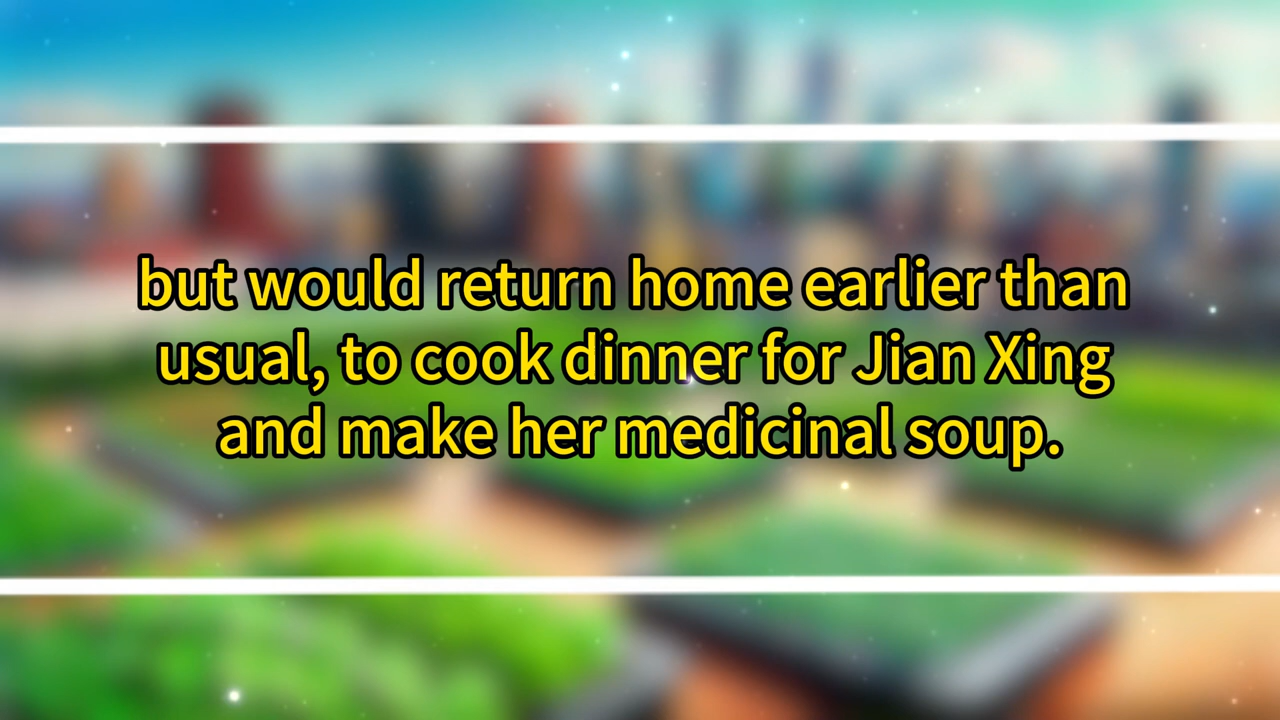 but would return home earlier than
usual, to cook dinner for Jian Xing
and make her medicinal soup.